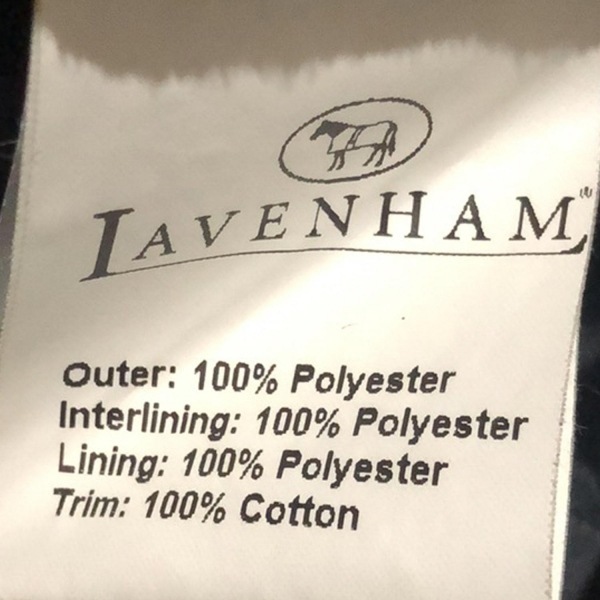 LAVENHAM
Outer: 100% Polyester
Interlining: 100% Polyester
Lining: 100% Polyester
Trim: 100% Cotton